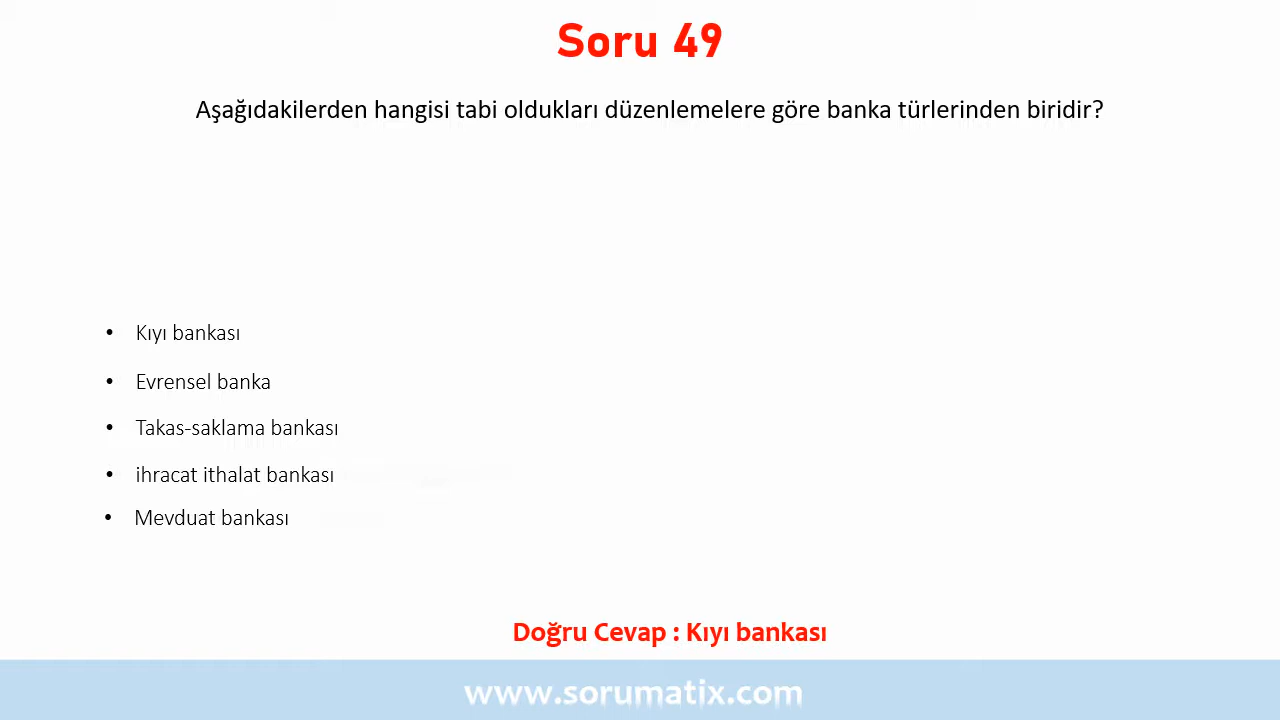 Soru 49
Aşağıdakilerden hangisi tabi oldukları düzenlemelere göre banka türlerinden biridir?
• Kıyı bankası
• Evrensel banka
• Takas-saklama bankası
• ihracat ithalat bankası
• Mevduat bankası
Doğru Cevap : Kıyı bankası
www.sorumatix.com